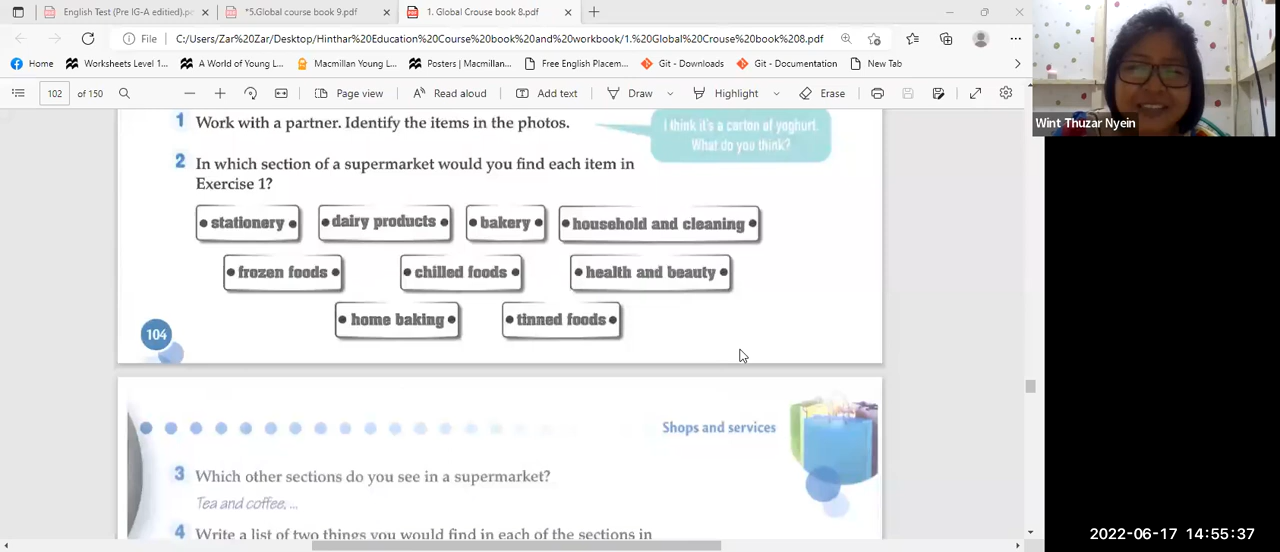 English Test (Pre IG-A editied).p
*5.Global course book 9.pdf
1. Global Crouse book 8.pdf
File
C:/Users/Zar%20Zar/Desktop/Hinthar%20Education%20Course%20book%20and%20workbook/1.%20Global%20Crouse%20book%208.pdf
Home
Worksheets Level 1...
A World of Young L...
Macmillan Young L...
Posters | Macmillan...
Free English Placem...
Git - Downloads
Git - Documentation
New Tab
102 of 150
Page view
Read aloud
Add text
Draw
Highlight
Erase
Wint Thuzar Nyein
1 Work with a partner. Identify the items in the photos.
I think it's a carton of yoghurt.
What do you think?
2 In which section of a supermarket would you find each item in
Exercise 1?
stationery
dairy products
bakery
household and cleaning
frozen foods
chilled foods
health and beauty
home baking
tinned foods
104
Shops and services
3 Which other sections do you see in a supermarket?
Tea and coffee, ...
4 Write a list of two things you would find in each of the sections in
2022-06-17 14:55:37